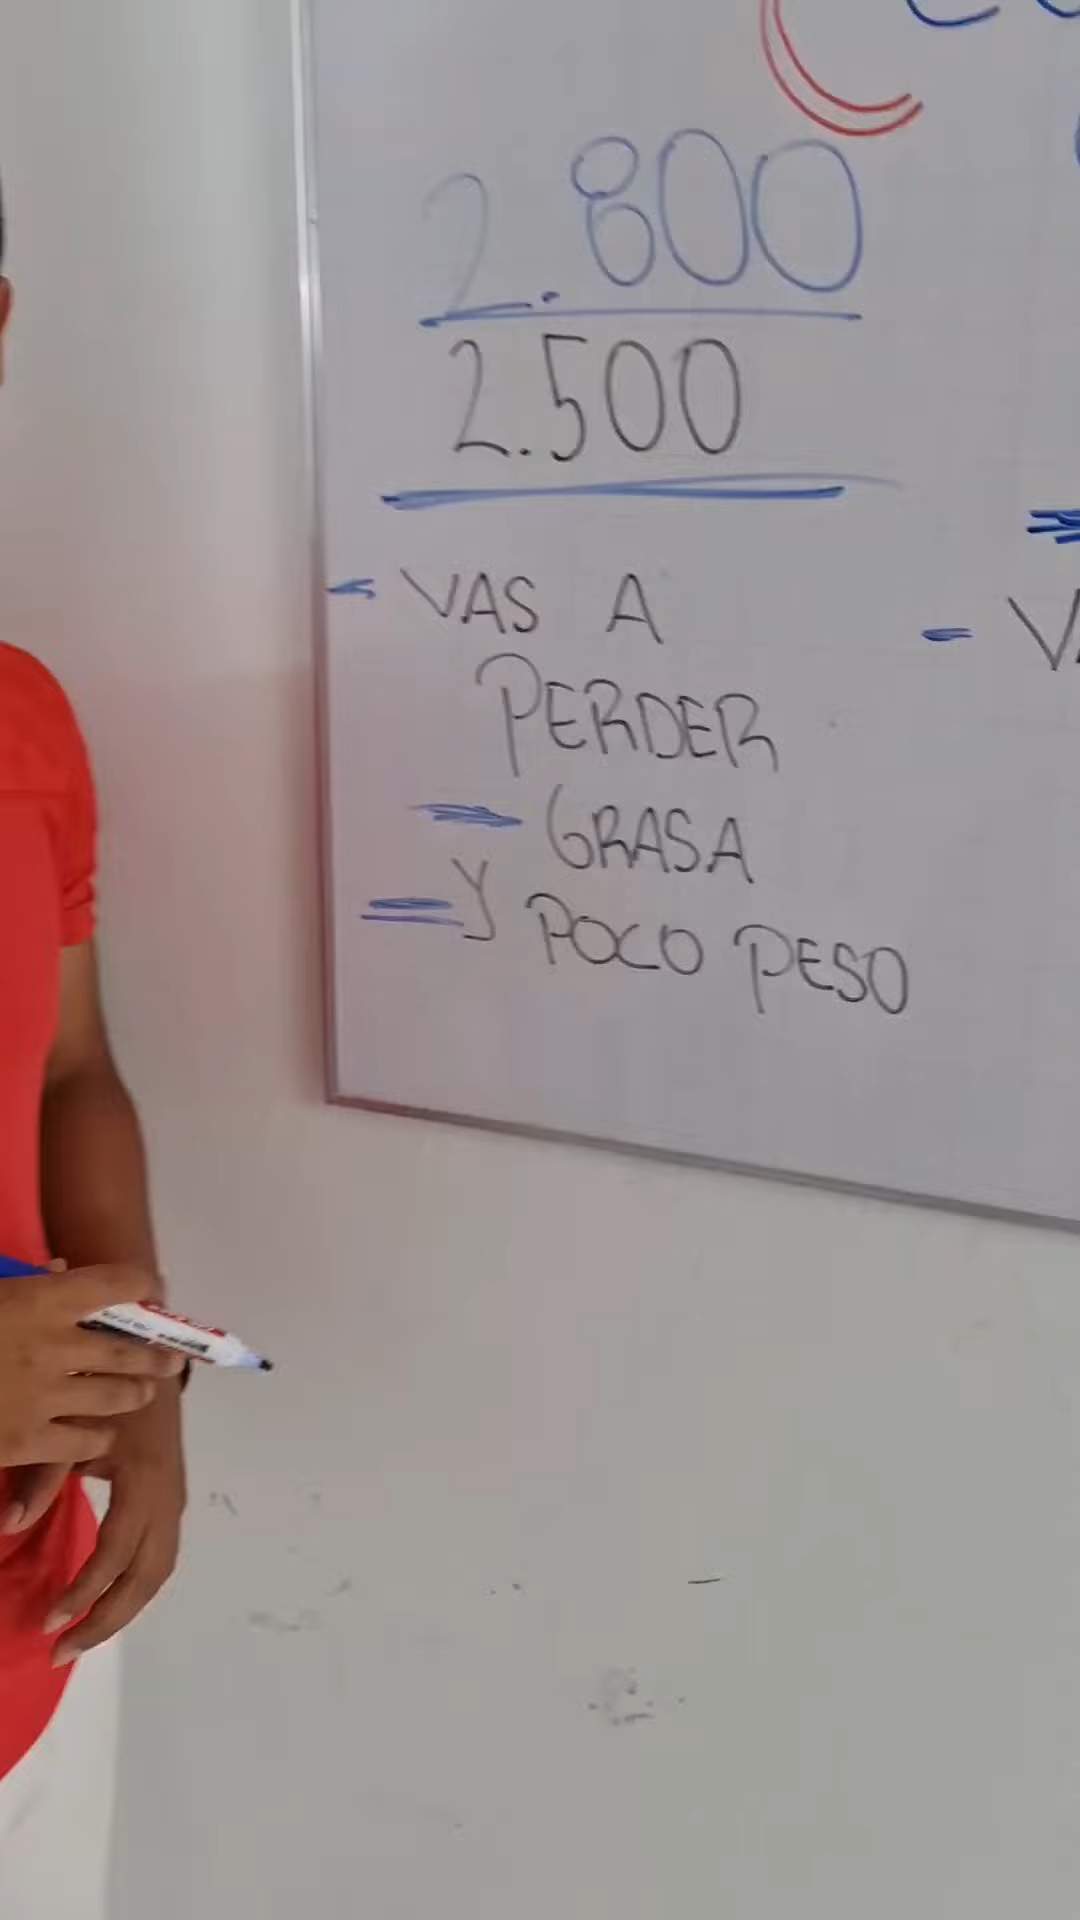 2.800
2.500
- VAS A
PERDER
GRASA
Y POCO PESO